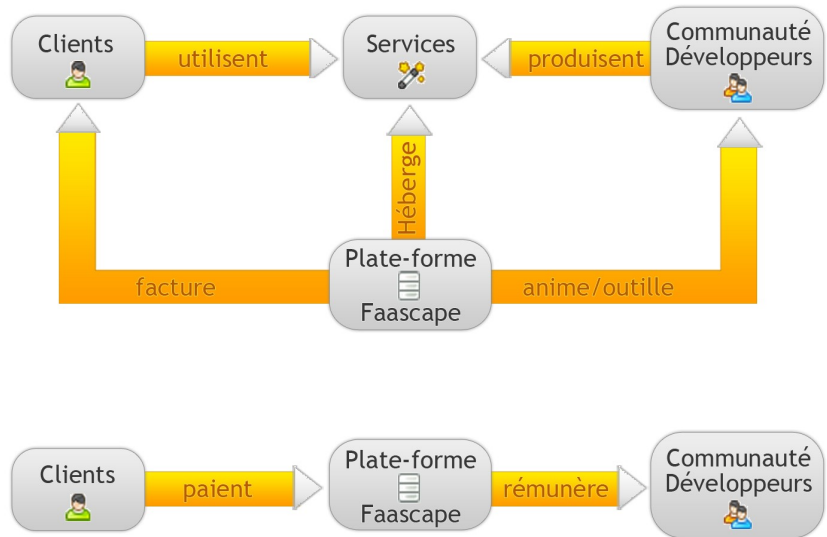 Clients
utilisent
Services
produisent
Communauté
Développeurs
Héberge
Plate-forme
Faascape
facture
anime/outille
Clients
paient
Plate-forme
Faascape
rémunère
Communauté
Développeurs